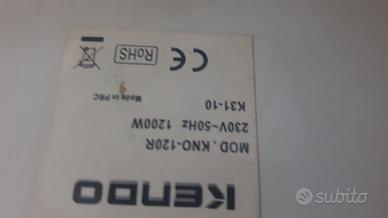 KENDO
MOD. KNO-120R
230V~50Hz 1200W
K31-10
Made in PRC
CE RoHS
subito